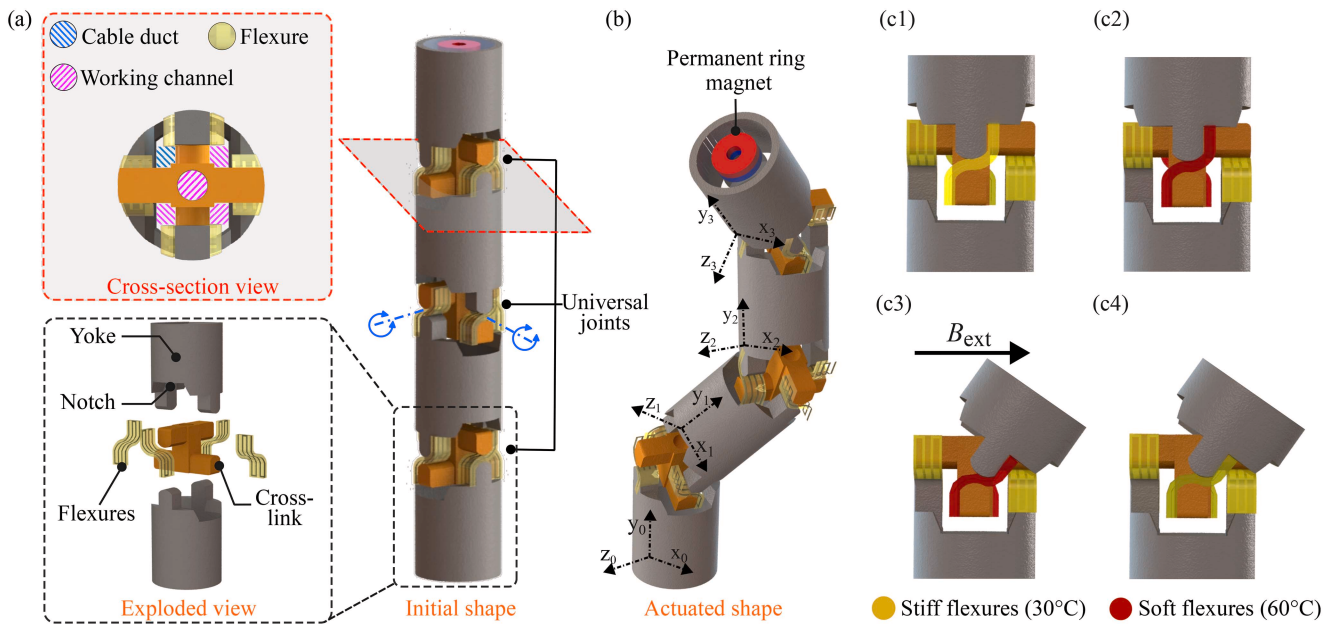 (a)
Cable duct
Flexure
Working channel
Cross-section view
Yoke
Notch
Flexures
Cross-
link
Exploded view
Universal
joints
Initial shape
(b)
Permanent ring
magnet
y3
x3
z3
y2
z2
x2
z1
y1
x1
y0
z0
x0
Actuated shape
(c1)
(c2)
(c3)
Bext
(c4)
Stiff flexures (30°C)
Soft flexures (60°C)